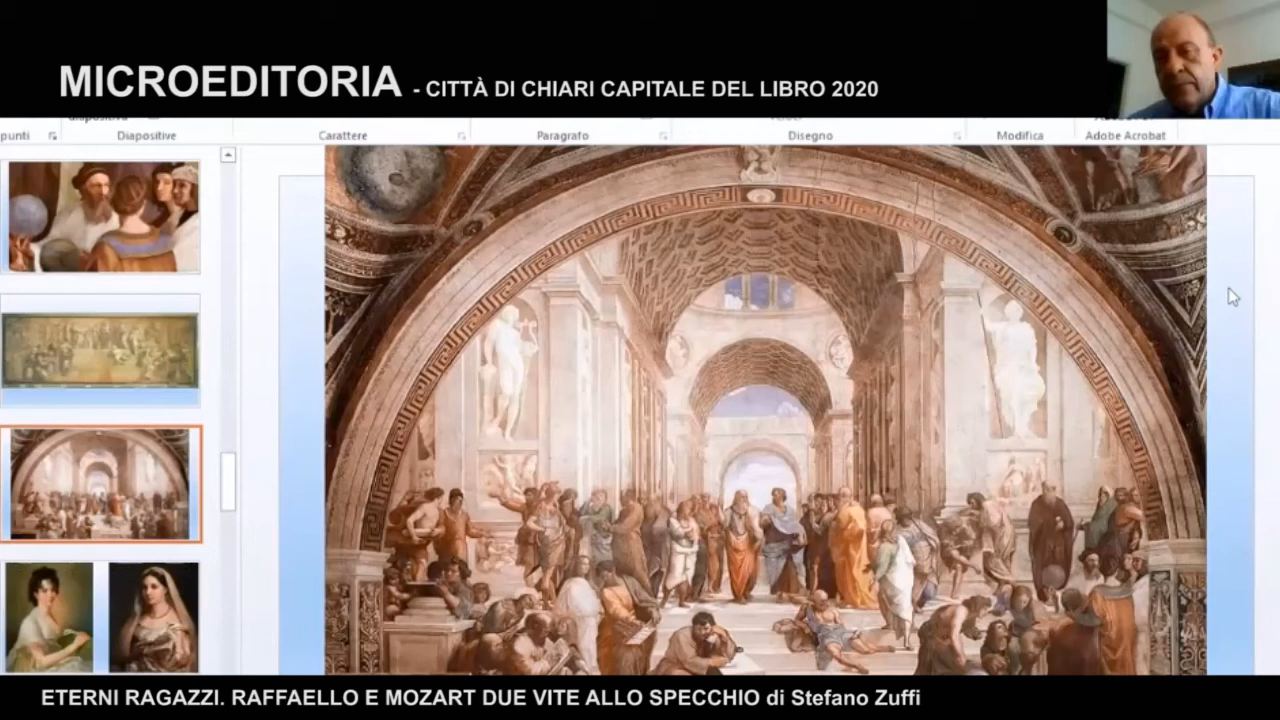 MICROEDITORIA - CITTÀ DI CHIARI CAPITALE DEL LIBRO 2020
punti Diapositive Carattere Paragrafo Disegno Modifica Adobe Acrobat
ETERNI RAGAZZI. RAFFAELLO E MOZART DUE VITE ALLO SPECCHIO di Stefano Zuffi